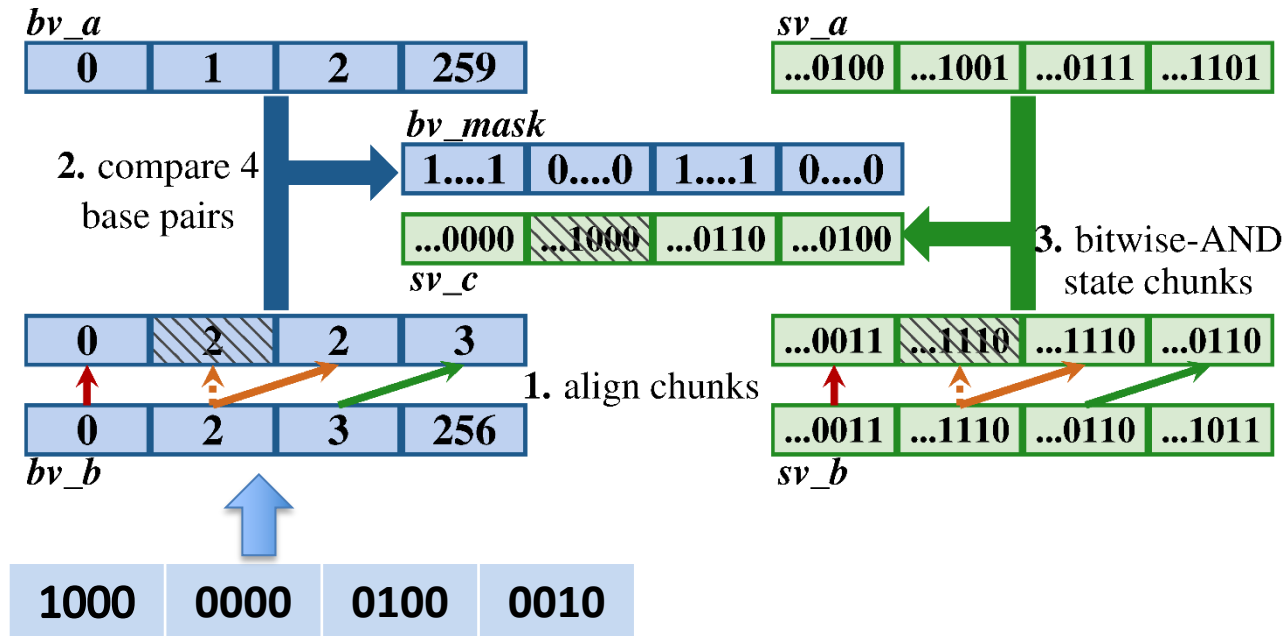 bv_a
0 1 2 259
sv_a
...0100 ...1001 ...0111 ...1101
2. compare 4
base pairs
bv_mask
1....1 0....0 1....1 0....0
...0000 ...1000 ...0110 ...0100
sv_c
3. bitwise-AND
state chunks
0 2 2 3
...0011 ...1110 ...1110 ...0110
1. align chunks
0 2 3 256
bv_b
...0011 ...1110 ...0110 ...1011
sv_b
1000 0000 0100 0010